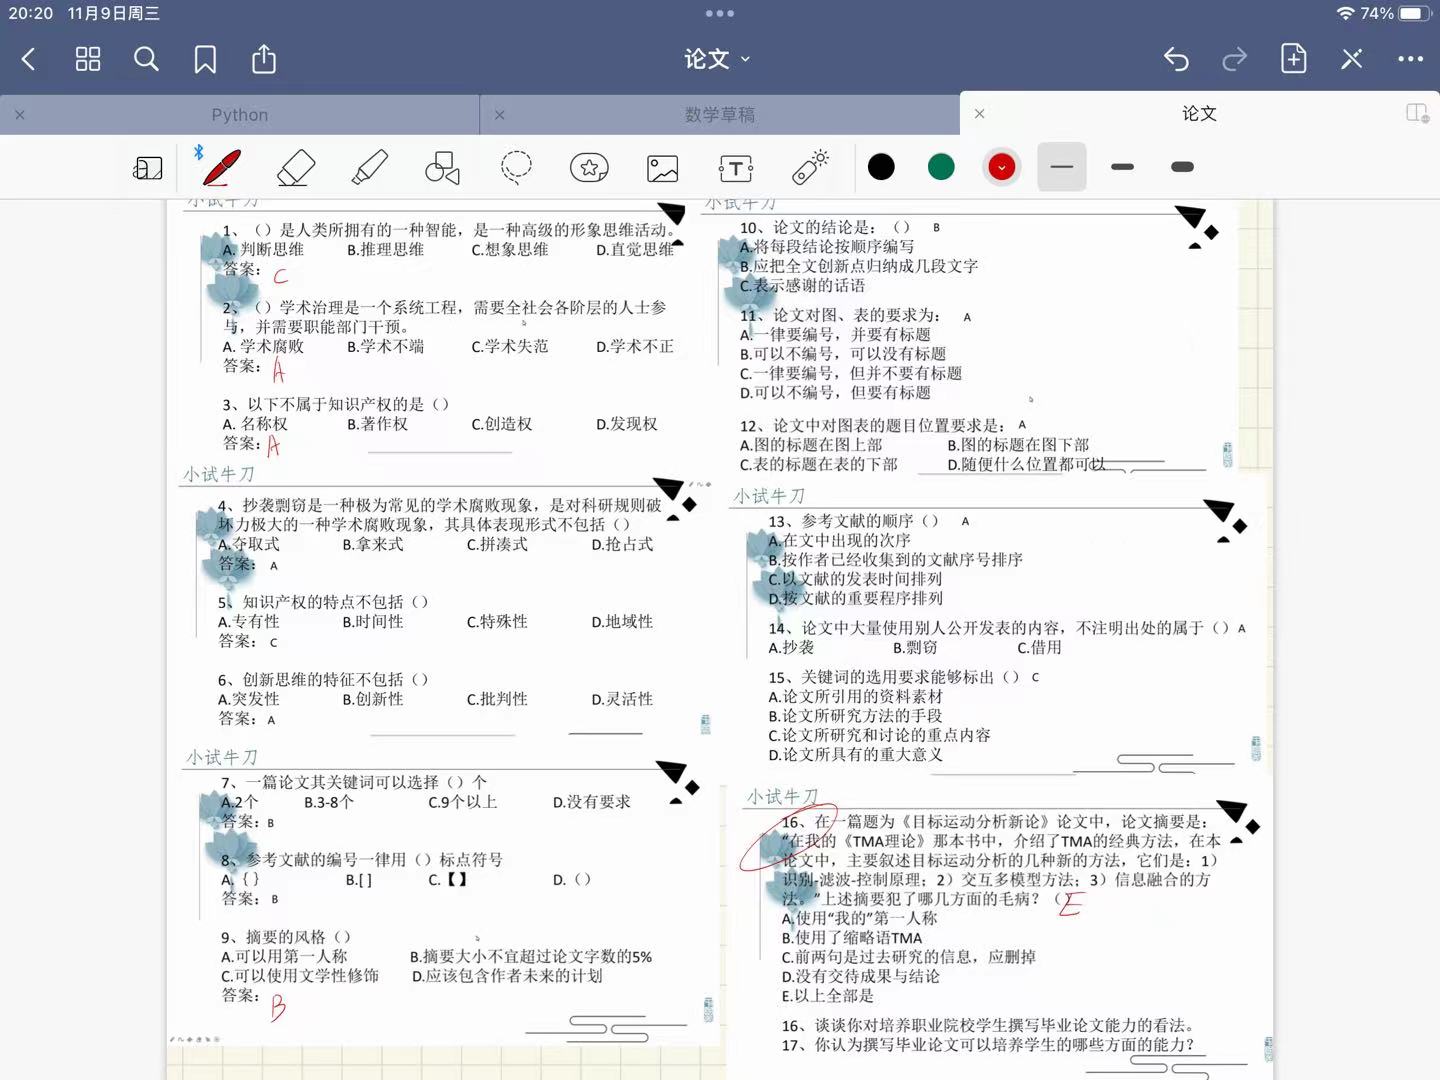 20:20 11月9日周三
74%
论文
Python
数学草稿
论文
小试牛刀
1、（）是人类所拥有的一种智能，是一种高级的形象思维活动。
A. 判断思维 B.推理思维 C.想象思维 D.直觉思维
答案： C
2、（）学术治理是一个系统工程，需要全社会各阶层的人士参
与，并需要职能部门干预。
A. 学术腐败 B.学术不端 C.学术失范 D.学术不正
答案： A
3、以下不属于知识产权的是（）
A. 名称权 B.著作权 C.创造权 D.发现权
答案： A
小试牛刀
4、抄袭剽窃是一种极为常见的学术腐败现象，是对科研规则破
坏力极大的一种学术腐败现象，其具体表现形式不包括（）
A.夺取式 B.拿来式 C.拼凑式 D.抢占式
答案： A
5、知识产权的特点不包括（）
A.专有性 B.时间性 C.特殊性 D.地域性
答案： C
6、创新思维的特征不包括（）
A.突发性 B.创新性 C.批判性 D.灵活性
答案： A
小试牛刀
7、一篇论文其关键词可以选择（）个
A.2个 B.3-8个 C.9个以上 D.没有要求
答案：B
8、参考文献的编号一律用（）标点符号
A. { } B.[ ] C.【】 D.（）
答案： B
9、摘要的风格（）
A.可以用第一人称 B.摘要大小不宜超过论文字数的5%
C.可以使用文学性修饰 D.应该包含作者未来的计划
答案： B
小试牛刀
10、论文的结论是：（） B
A.将每段结论按顺序编写
B.应把全文创新点归纳成几段文字
C.表示感谢的话语
11、论文对图、表的要求为： A
A.一律要编号，并要有标题
B.可以不编号，可以没有标题
C.一律要编号，但并不要有标题
D.可以不编号，但要有标题
12、论文中对图表的题目位置要求是： A
A.图的标题在图上部 B.图的标题在图下部
C.表的标题在表的下部 D.随便什么位置都可以
小试牛刀
13、参考文献的顺序（） A
A.在文中出现的次序
B.按作者已经收集到的文献序号排序
C.以文献的发表时间排列
D.按文献的重要程序排列
14、论文中大量使用别人公开发表的内容，不注明出处的属于（）A
A.抄袭 B.剽窃 C.借用
15、关键词的选用要求能够标出（） C
A.论文所引用的资料素材
B.论文所研究方法的手段
C.论文所研究和讨论的重点内容
D.论文所具有的重大意义
小试牛刀
16、在一篇题为《目标运动分析新论》论文中，论文摘要是：
“在我的《TMA理论》那本书中，介绍了TMA的经典方法，在本
论文中，主要叙述目标运动分析的几种新的方法，它们是：1）
识别-滤波-控制原理；2）交互多模型方法；3）信息融合的方
法。”上述摘要犯了哪几方面的毛病？（） E
A.使用“我的”第一人称
B.使用了缩略语TMA
C.前两句是过去研究的信息，应删掉
D.没有交待成果与结论
E.以上全部是
16、谈谈你对培养职业院校学生撰写毕业论文能力的看法。
17、你认为撰写毕业论文可以培养学生的哪些方面的能力？